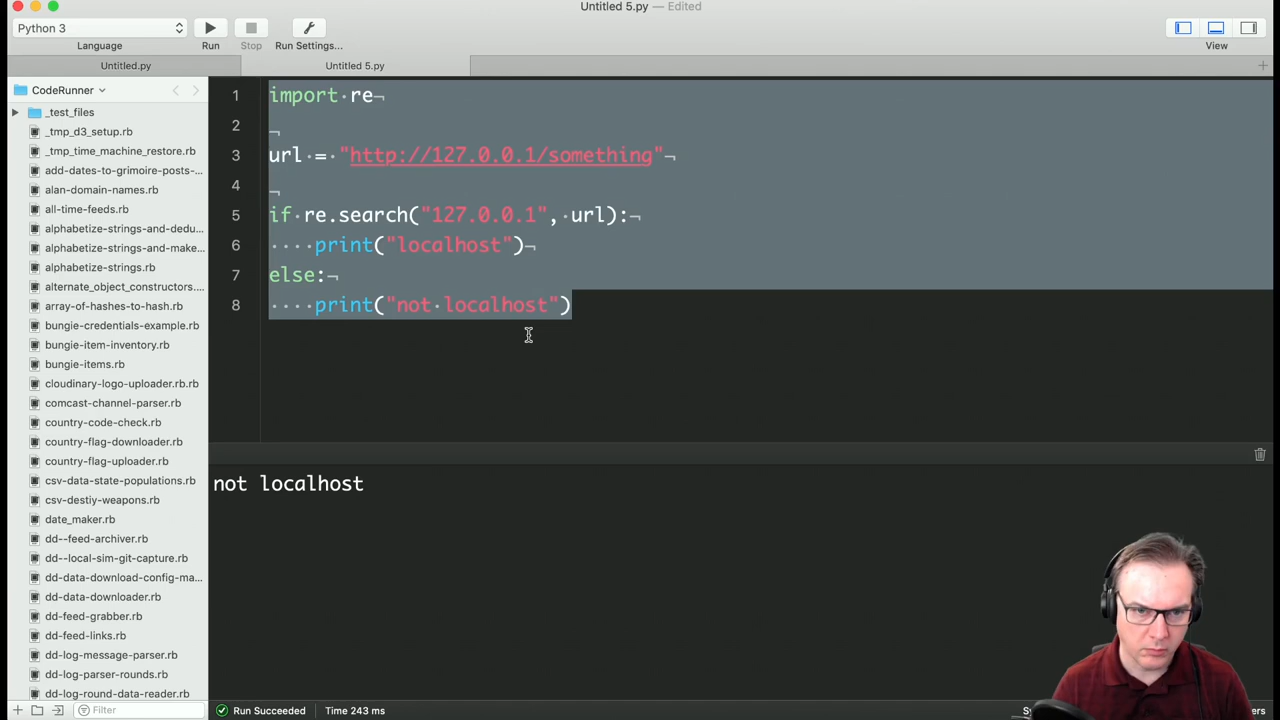 Untitled 5.py — Edited
Python 3
Language
Run
Stop
Run Settings...
View
Untitled.py
Untitled 5.py
CodeRunner
_test_files
_tmp_d3_setup.rb
_tmp_time_machine_restore.rb
add-dates-to-grimoire-posts-...
alan-domain-names.rb
all-time-feeds.rb
alphabetize-strings-and-dedu...
alphabetize-strings-and-make...
alphabetize-strings.rb
alternate_object_constructors....
array-of-hashes-to-hash.rb
bungie-credentials-example.rb
bungie-item-inventory.rb
bungie-items.rb
cloudinary-logo-uploader.rb.rb
comcast-channel-parser.rb
country-code-check.rb
country-flag-downloader.rb
country-flag-uploader.rb
csv-data-state-populations.rb
csv-destiy-weapons.rb
date_maker.rb
dd--feed-archiver.rb
dd--local-sim-git-capture.rb
dd-data-download-config-ma...
dd-data-downloader.rb
dd-feed-grabber.rb
dd-feed-links.rb
dd-log-message-parser.rb
dd-log-parser-rounds.rb
dd-log-round-data-reader.rb
Filter
1 import·re¬
2 ¬
3 url·=·"http://127.0.0.1/something"¬
4 ¬
5 if·re.search("127.0.0.1",·url):¬
6 ····print("localhost")¬
7 else:¬
8 ····print("not·localhost")
not localhost
Run Succeeded
Time 243 ms